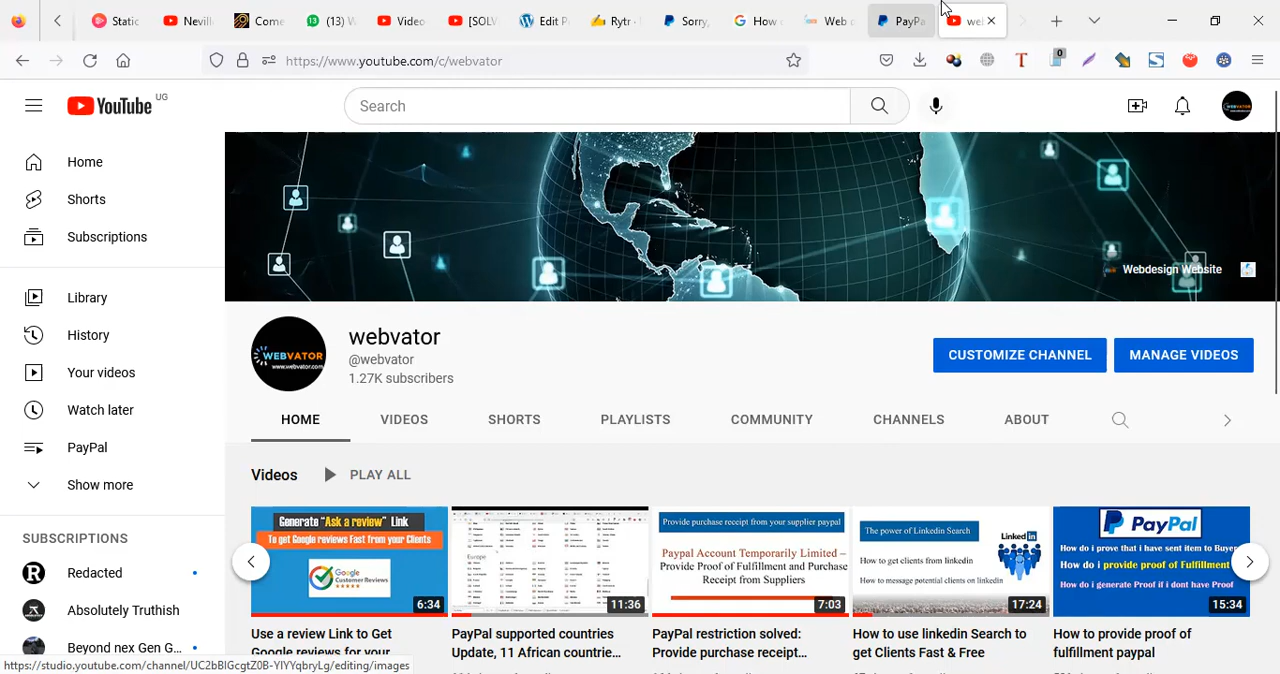 Static
Nevill
Come
(13) W
Video
[SOLV
Edit P
Rytr -
Sorry,
How c
Web d
PayPa
we
https://www.youtube.com/c/webvator
0
YouTube UG
Search
Home
Shorts
Subscriptions
Library
History
Your videos
Watch later
PayPal
Show more
SUBSCRIPTIONS
Redacted
Absolutely Truthish
Beyond nex Gen G...
Webdesign Website
WEBVATOR
www.webvator.com
webvator
@webvator
1.27K subscribers
CUSTOMIZE CHANNEL
MANAGE VIDEOS
HOME VIDEOS SHORTS PLAYLISTS COMMUNITY CHANNELS ABOUT
Videos PLAY ALL
Generate "Ask a review" Link
To get Google reviews Fast from your Clients
Google
Customer Reviews
6:34
Use a review Link to Get
Google reviews for your
Europe
11:36
PayPal supported countries
Update, 11 African countrie...
Provide purchase receipt from your supplier paypal
Paypal Account Temporarily Limited –
Provide Proof of Fulfillment and Purchase
Receipt from Suppliers
7:03
PayPal restriction solved:
Provide purchase receipt...
The power of Linkedin Search
LinkedIn
How to get clients from linkedin
How to message potential clients on linkedin
17:24
How to use linkedin Search to
get Clients Fast & Free
PayPal
How do i prove that i have sent item to Buyer
How do i provide proof of Fulfillment
How do i generate Proof if i dont have Proof
15:34
How to provide proof of
fulfillment paypal
https://studio.youtube.com/channel/UC2bBIGcgtZ0B-YIYYqbryLg/editing/images